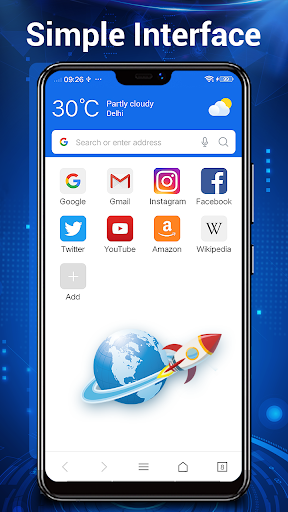 Simple Interface
09:26
30℃
Partly cloudy
Delhi
G Search or enter address
Google Gmail Instagram Facebook
Twitter YouTube Amazon Wikipedia
Add
8